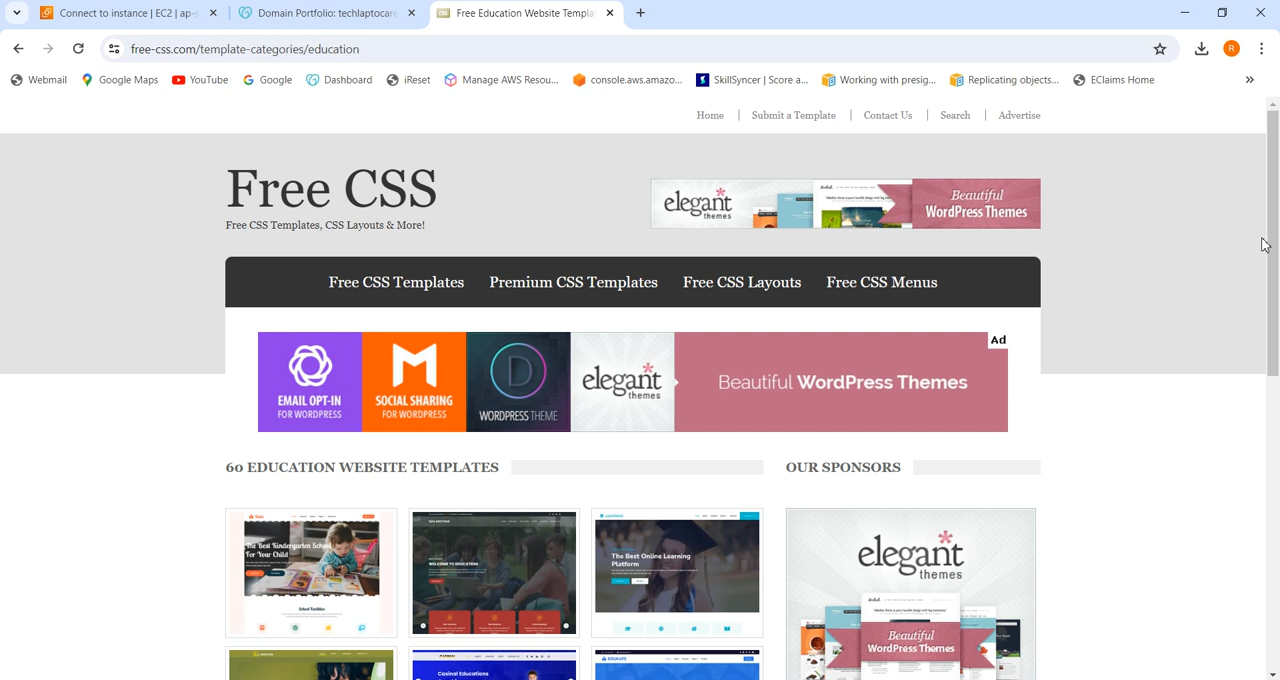 Connect to instance | EC2 | ap-s
Domain Portfolio: techlaptocare
Free Education Website Templa
free-css.com/template-categories/education
R
Webmail
Google Maps
YouTube
Google
Dashboard
iReset
Manage AWS Resou...
console.aws.amazo...
SkillSyncer | Score a...
Working with presig...
Replicating objects...
EClaims Home
Home
Submit a Template
Contact Us
Search
Advertise
Free CSS
Free CSS Templates, CSS Layouts & More!
elegant
themes
Beautiful
WordPress Themes
Free CSS Templates
Premium CSS Templates
Free CSS Layouts
Free CSS Menus
EMAIL OPT-IN
FOR WORDPRESS
SOCIAL SHARING
FOR WORDPRESS
D
WORDPRESS THEME
elegant
themes
Beautiful WordPress Themes
Ad
60 EDUCATION WEBSITE TEMPLATES
OUR SPONSORS
The Best Kindergarten School
For Your Child
School Facilities
WELCOME TO EDUCATION
The Best Online Learning
Platform
elegant
themes
Beautiful
WordPress Themes
Casinal Educations
EDUKATE